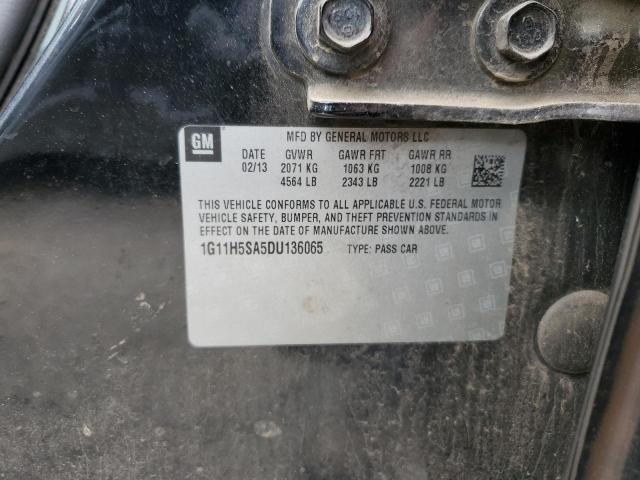 GM
MFD BY GENERAL MOTORS LLC
DATE GVWR GAWR FRT GAWR RR
02/13 2071 KG 1063 KG 1008 KG
4564 LB 2343 LB 2221 LB
THIS VEHICLE CONFORMS TO ALL APPLICABLE U.S. FEDERAL MOTOR
VEHICLE SAFETY, BUMPER, AND THEFT PREVENTION STANDARDS IN
EFFECT ON THE DATE OF MANUFACTURE SHOWN ABOVE.
1G11H5SA5DU136065 TYPE: PASS CAR